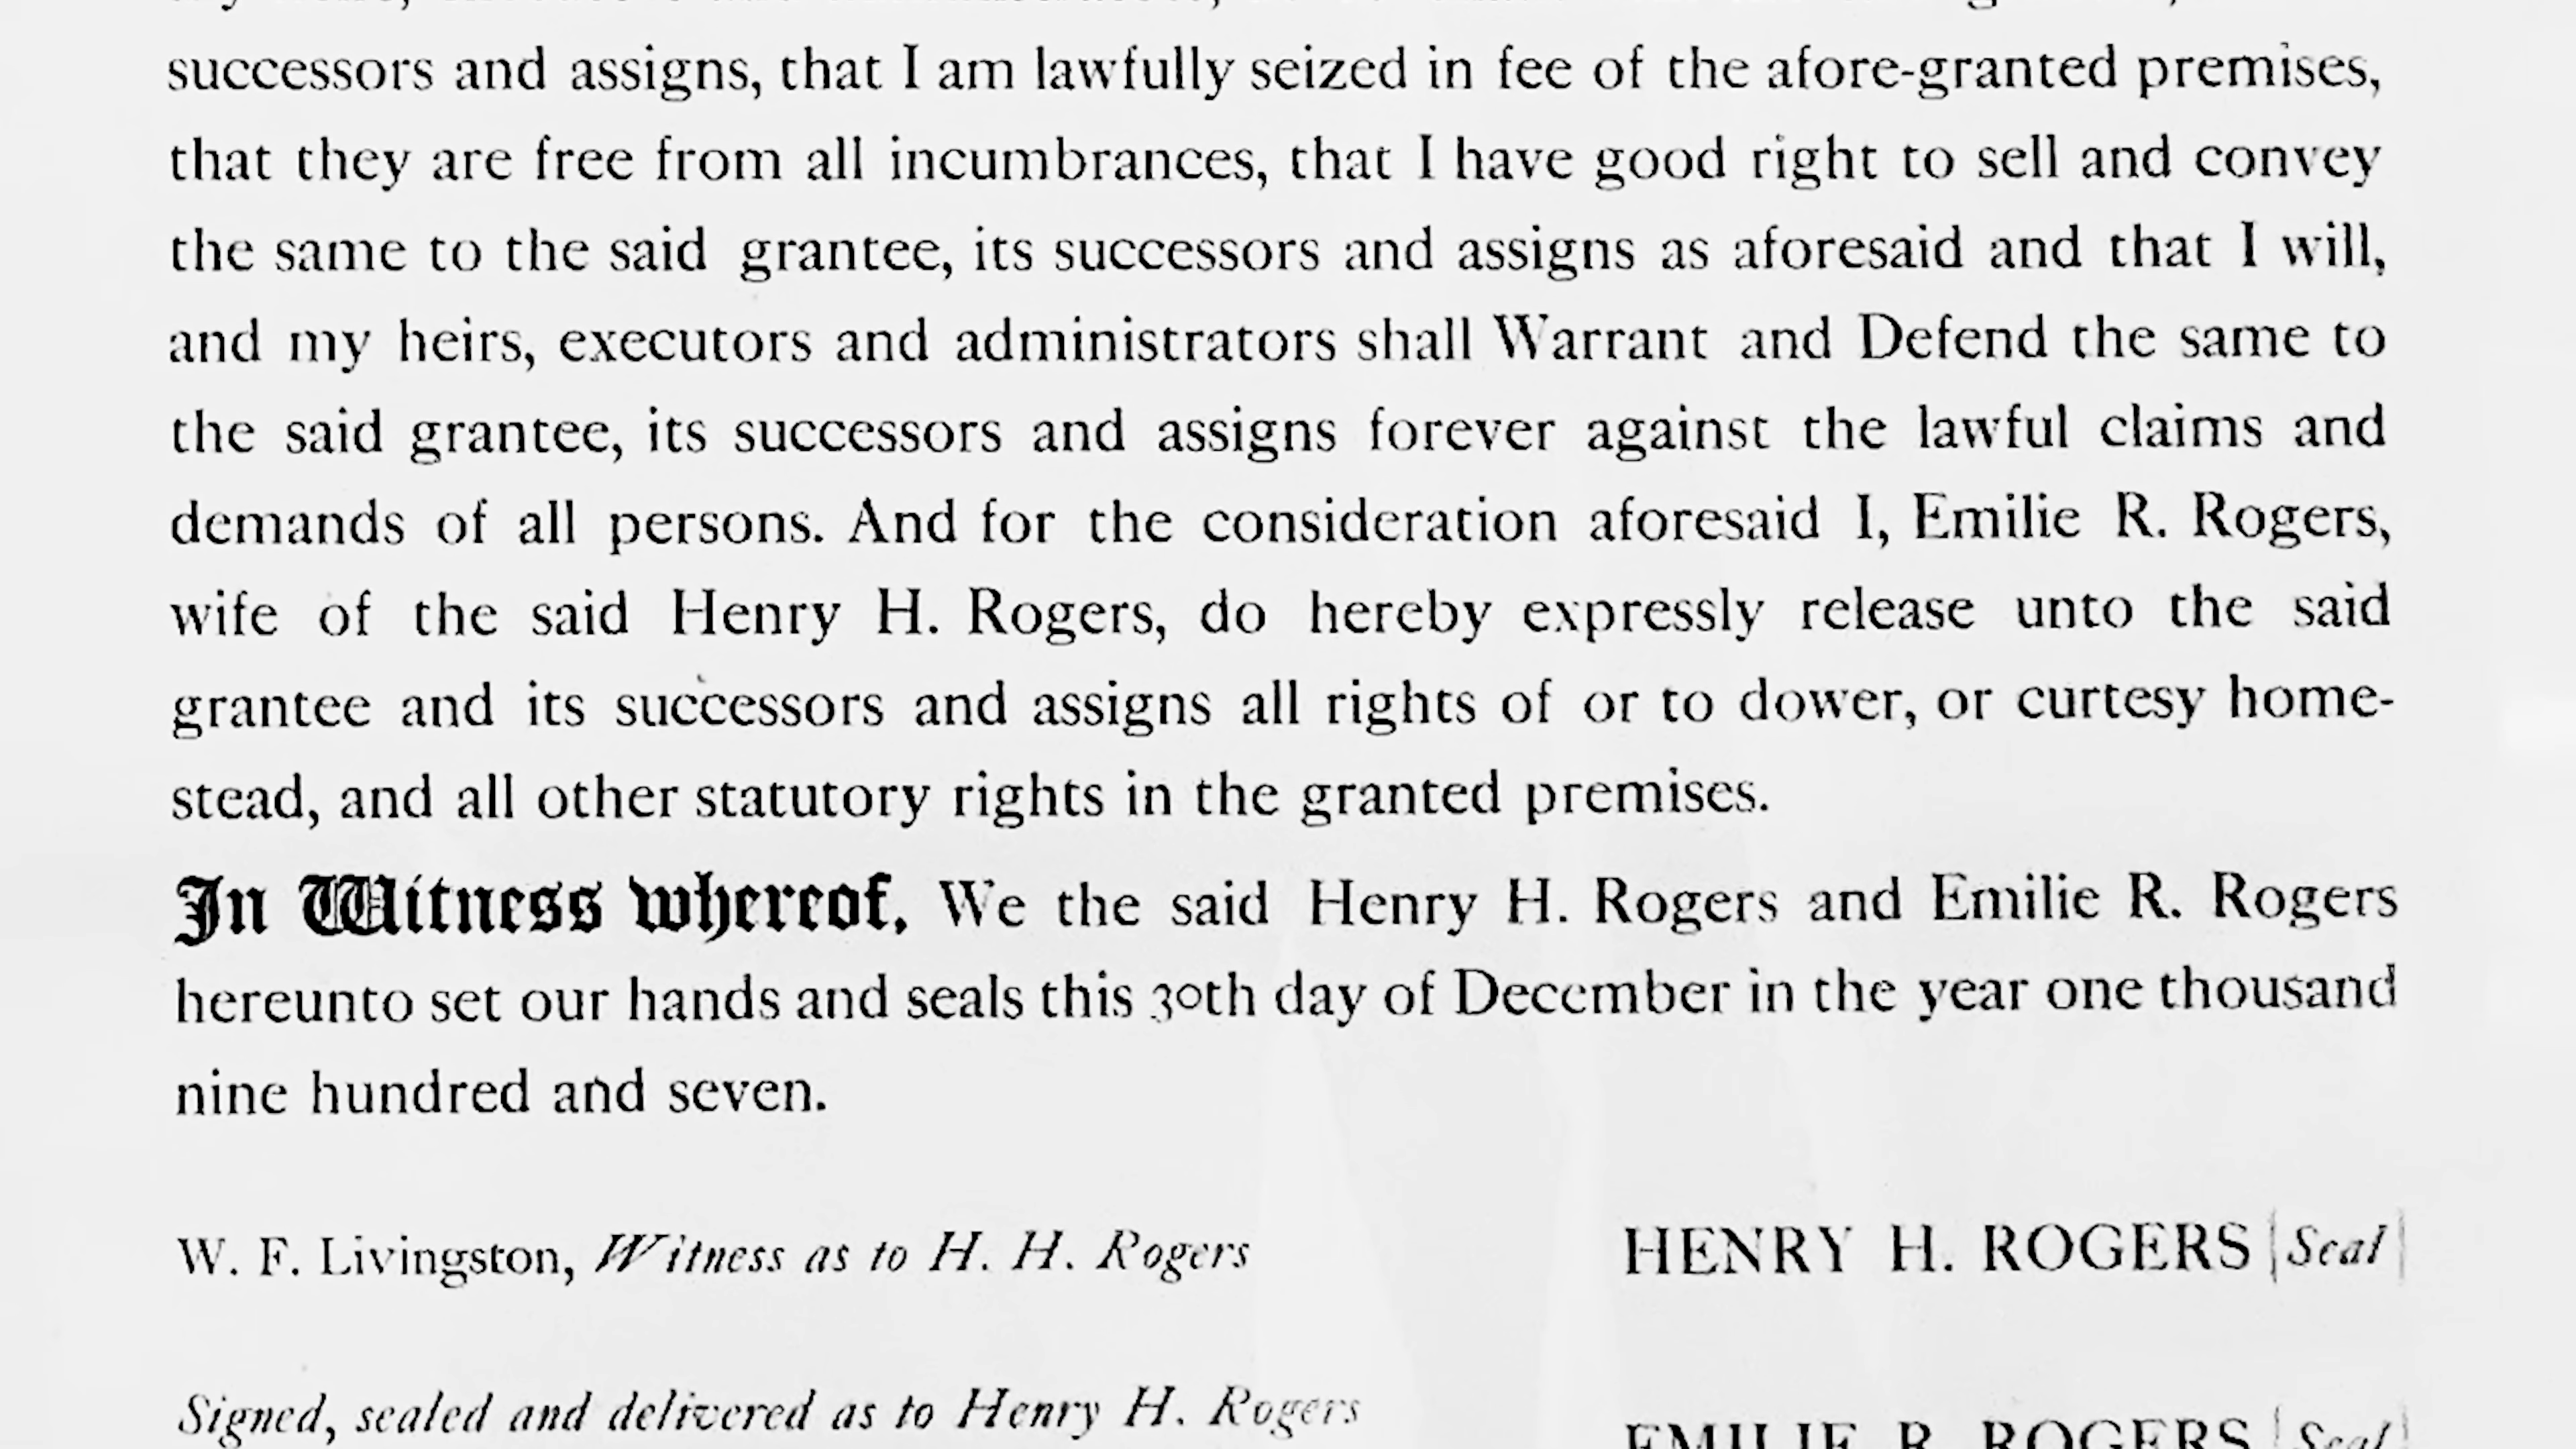 successors and assigns, that I am lawfully seized in fee of the afore-granted premises,
that they are free from all incumbrances, that I have good right to sell and convey
the same to the said grantee, its successors and assigns as aforesaid and that I will,
and my heirs, executors and administrators shall Warrant and Defend the same to
the said grantee, its successors and assigns forever against the lawful claims and
demands of all persons. And for the consideration aforesaid I, Emilie R. Rogers,
wife of the said Henry H. Rogers, do hereby expressly release unto the said
grantee and its successors and assigns all rights of or to dower, or curtesy home-
stead, and all other statutory rights in the granted premises.
In Witness whereof, We the said Henry H. Rogers and Emilie R. Rogers
hereunto set our hands and seals this 30th day of December in the year one thousand
nine hundred and seven.
W. F. Livingston, Witness as to H. H. Rogers HENRY H. ROGERS [Seal]
Signed, sealed and delivered as to Henry H. Rogers
EMILIE R. ROGERS [Seal]